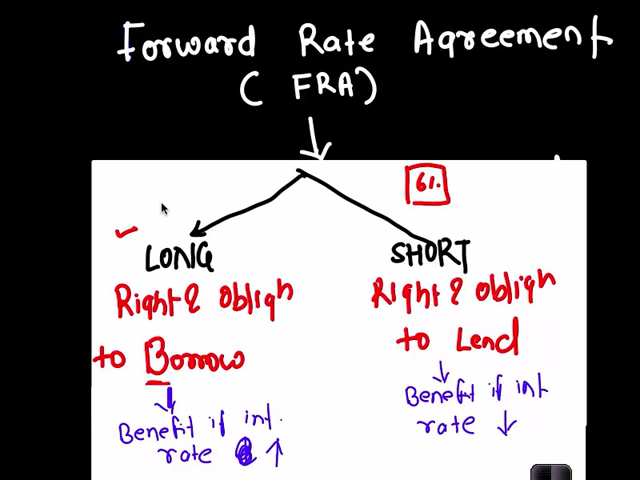 Forward Rate Agreement
(FRA)
6%
LONG
Right & Oblign
to Borrow
Benefit if int.
rate ↑
SHORT
Right & Oblign
to Lend
Benefit if int
rate ↓